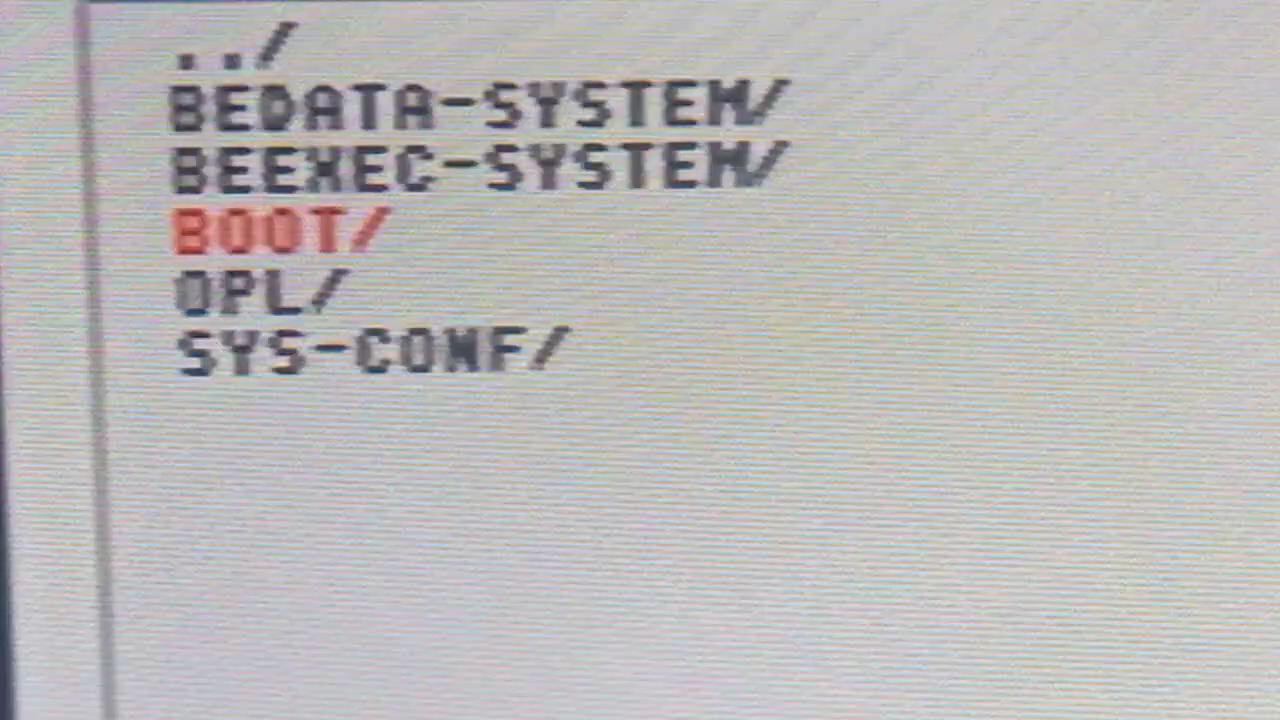 ../
BEDATA-SYSTEM/
BEEXEC-SYSTEM/
BOOT/
OPL/
SYS-CONF/